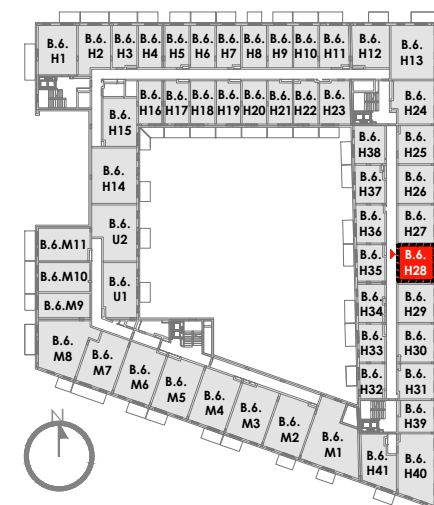 B.6. H1
B.6. H2
B.6. H3
B.6. H4
B.6. H5
B.6. H6
B.6. H7
B.6. H8
B.6. H9
B.6. H10
B.6. H11
B.6. H12
B.6. H13
B.6. H15
B.6. H16
B.6. H17
B.6. H18
B.6. H19
B.6. H20
B.6. H21
B.6. H22
B.6. H23
B.6. H24
B.6. H38
B.6. H25
B.6. H14
B.6. H37
B.6. H26
B.6. U2
B.6. H36
B.6. H27
B.6.M11
B.6. H35
B.6. H28
B.6.M10
B.6. U1
B.6. H34
B.6. H29
B.6.M9
B.6. M8
B.6. M7
B.6. M6
B.6. M5
B.6. M4
B.6. M3
B.6. M2
B.6. M1
B.6. H33
B.6. H30
B.6. H32
B.6. H31
B.6. H39
B.6. H41
B.6. H40
N